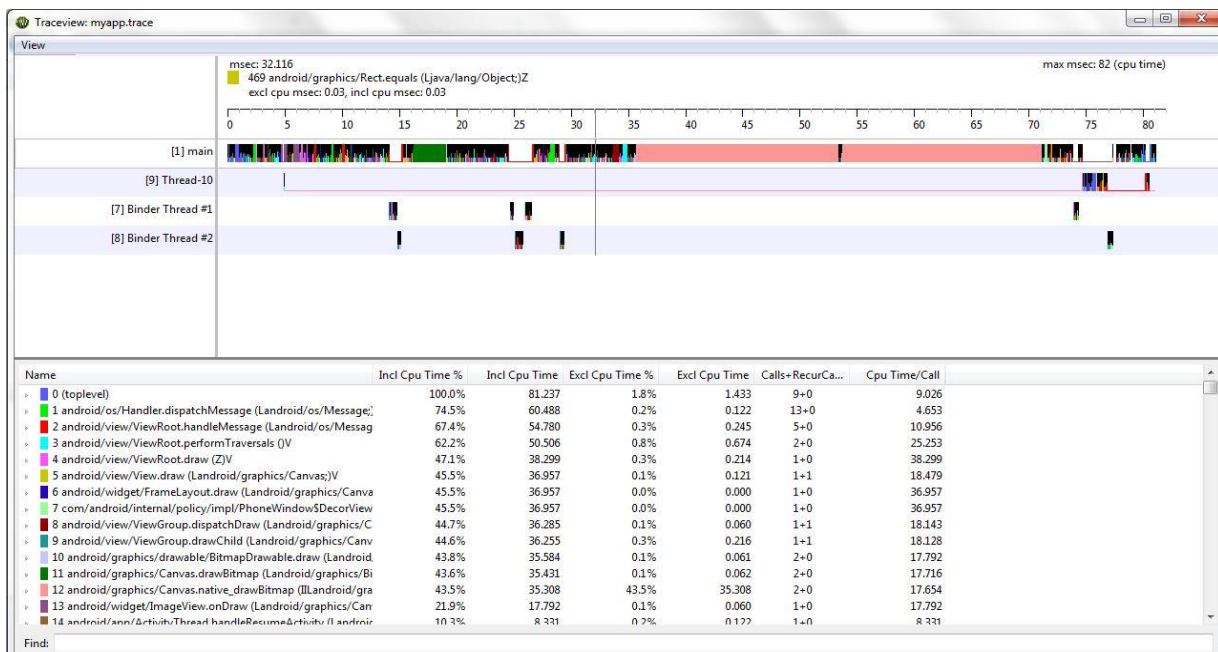 Traceview: myapp.trace
View
msec: 32.116
max msec: 82 (cpu time)
469 android/graphics/Rect.equals (Ljava/lang/Object;)Z
excl cpu msec: 0.03, incl cpu msec: 0.03
0 5 10 15 20 25 30 35 40 45 50 55 60 65 70 75 80
[1] main
[9] Thread-10
[7] Binder Thread #1
[8] Binder Thread #2
Name Incl Cpu Time % Incl Cpu Time Excl Cpu Time % Excl Cpu Time Calls+RecurCa... Cpu Time/Call
0 (toplevel) 100.0% 81.237 1.8% 1.433 9+0 9.026
1 android/os/Handler.dispatchMessage (Landroid/os/Message;) 74.5% 60.488 0.2% 0.122 13+0 4.653
2 android/view/ViewRoot.handleMessage (Landroid/os/Messag 67.4% 54.780 0.3% 0.245 5+0 10.956
3 android/view/ViewRoot.performTraversals ()V 62.2% 50.506 0.8% 0.674 2+0 25.253
4 android/view/ViewRoot.draw (Z)V 47.1% 38.299 0.3% 0.214 1+0 38.299
5 android/view/View.draw (Landroid/graphics/Canvas;)V 45.5% 36.957 0.1% 0.121 1+1 18.479
6 android/widget/FrameLayout.draw (Landroid/graphics/Canva 45.5% 36.957 0.0% 0.000 1+0 36.957
7 com/android/internal/policy/impl/PhoneWindow$DecorView 45.5% 36.957 0.0% 0.000 1+0 36.957
8 android/view/ViewGroup.dispatchDraw (Landroid/graphics/C 44.7% 36.285 0.1% 0.060 1+1 18.143
9 android/view/ViewGroup.drawChild (Landroid/graphics/Canv 44.6% 36.255 0.3% 0.216 1+1 18.128
10 android/graphics/drawable/BitmapDrawable.draw (Landroid, 43.8% 35.584 0.1% 0.061 2+0 17.792
11 android/graphics/Canvas.drawBitmap (Landroid/graphics/Bi 43.6% 35.431 0.1% 0.062 2+0 17.716
12 android/graphics/Canvas.native_drawBitmap (IILandroid/gra 43.5% 35.308 43.5% 35.308 2+0 17.654
13 android/widget/ImageView.onDraw (Landroid/graphics/Can 21.9% 17.792 0.1% 0.060 1+0 17.792
14 android/app/ActivityThread.handleResumeActivity (Landroid 10.3% 8.331 0.2% 0.122 1+0 8.331
Find: